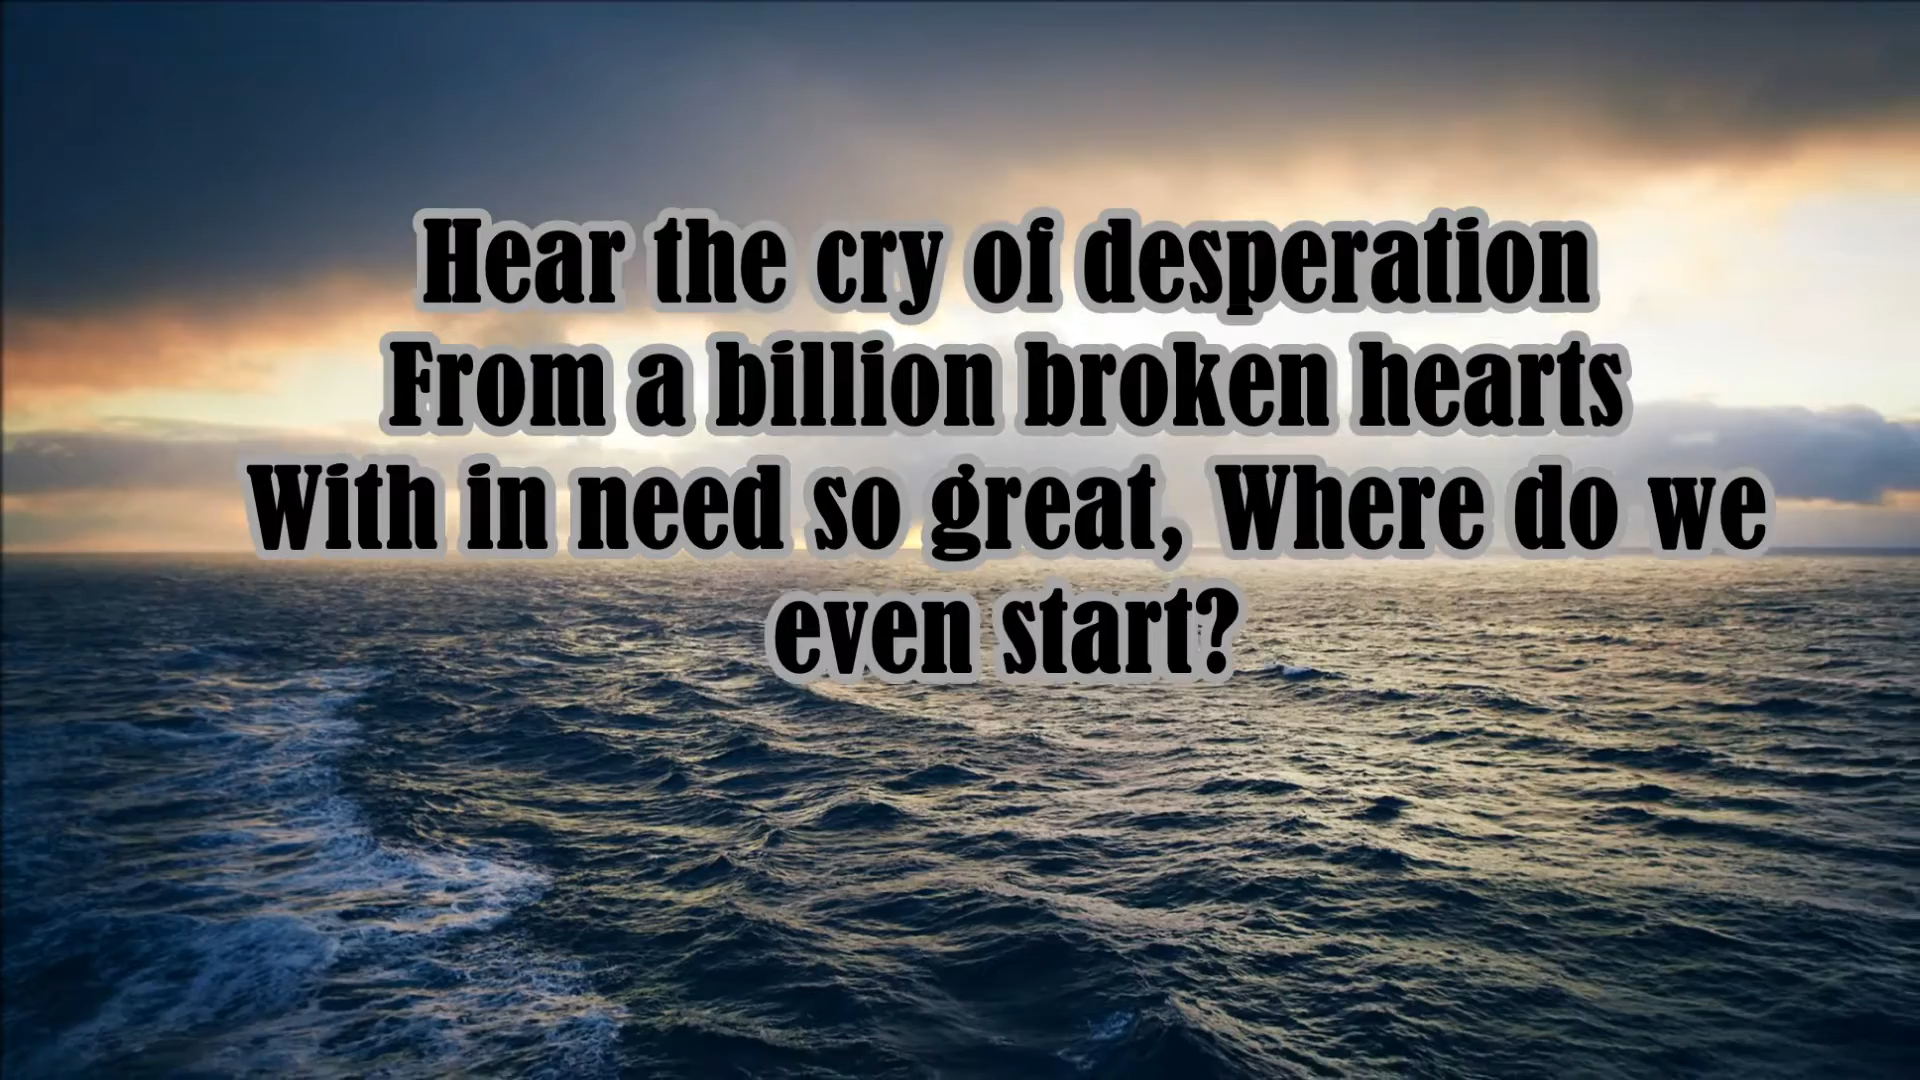 Hear the cry of desperation
From a billion broken hearts
With in need so great, Where do we
even start?